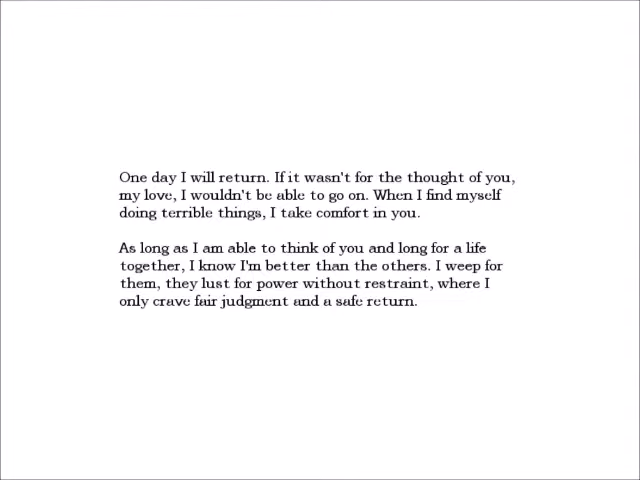 One day I will return. If it wasn't for the thought of you,
my love, I wouldn't be able to go on. When I find myself
doing terrible things, I take comfort in you.
As long as I am able to think of you and long for a life
together, I know I'm better than the others. I weep for
them, they lust for power without restraint, where I
only crave fair judgment and a safe return.